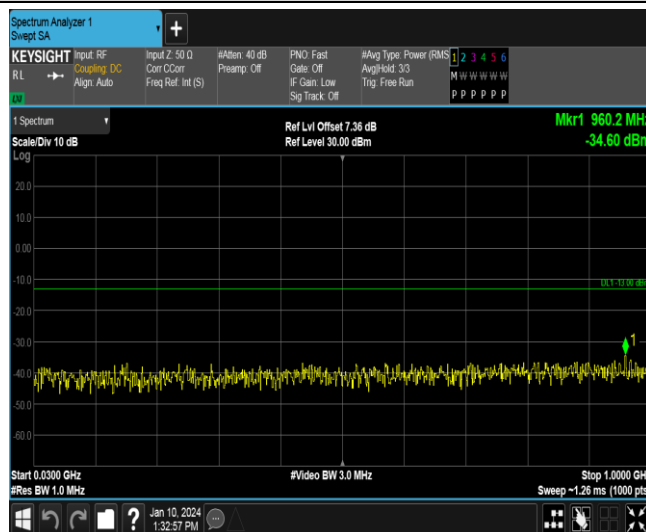 Spectrum Analyzer 1
Swept SA
+
KEYSIGHT Input: RF Input Z: 50 Ω #Atten: 40 dB PNO: Fast #Avg Type: Power (RMS 1 2 3 4 5 6
RL Coupling: DC Corr CCorr Preamp: Off Gate: Off Avg|Hold: 3/3 M W W W W W
Align: Auto Freq Ref: Int (S) IF Gain: Low Trig: Free Run
LXI Sig Track: Off P P P P P P
1 Spectrum Ref Lvl Offset 7.36 dB Mkr1 960.2 MHz
Scale/Div 10 dB Ref Level 30.00 dBm -34.60 dBm
Log
20.0
10.0
0.00
-10.0 DL1 -13.00 dBm
-20.0
-30.0 1
-40.0
-50.0
-60.0
Start 0.0300 GHz #Video BW 3.0 MHz Stop 1.0000 GH
#Res BW 1.0 MHz Sweep ~1.26 ms (1000 pts
? Jan 10, 2024
1:32:57 PM